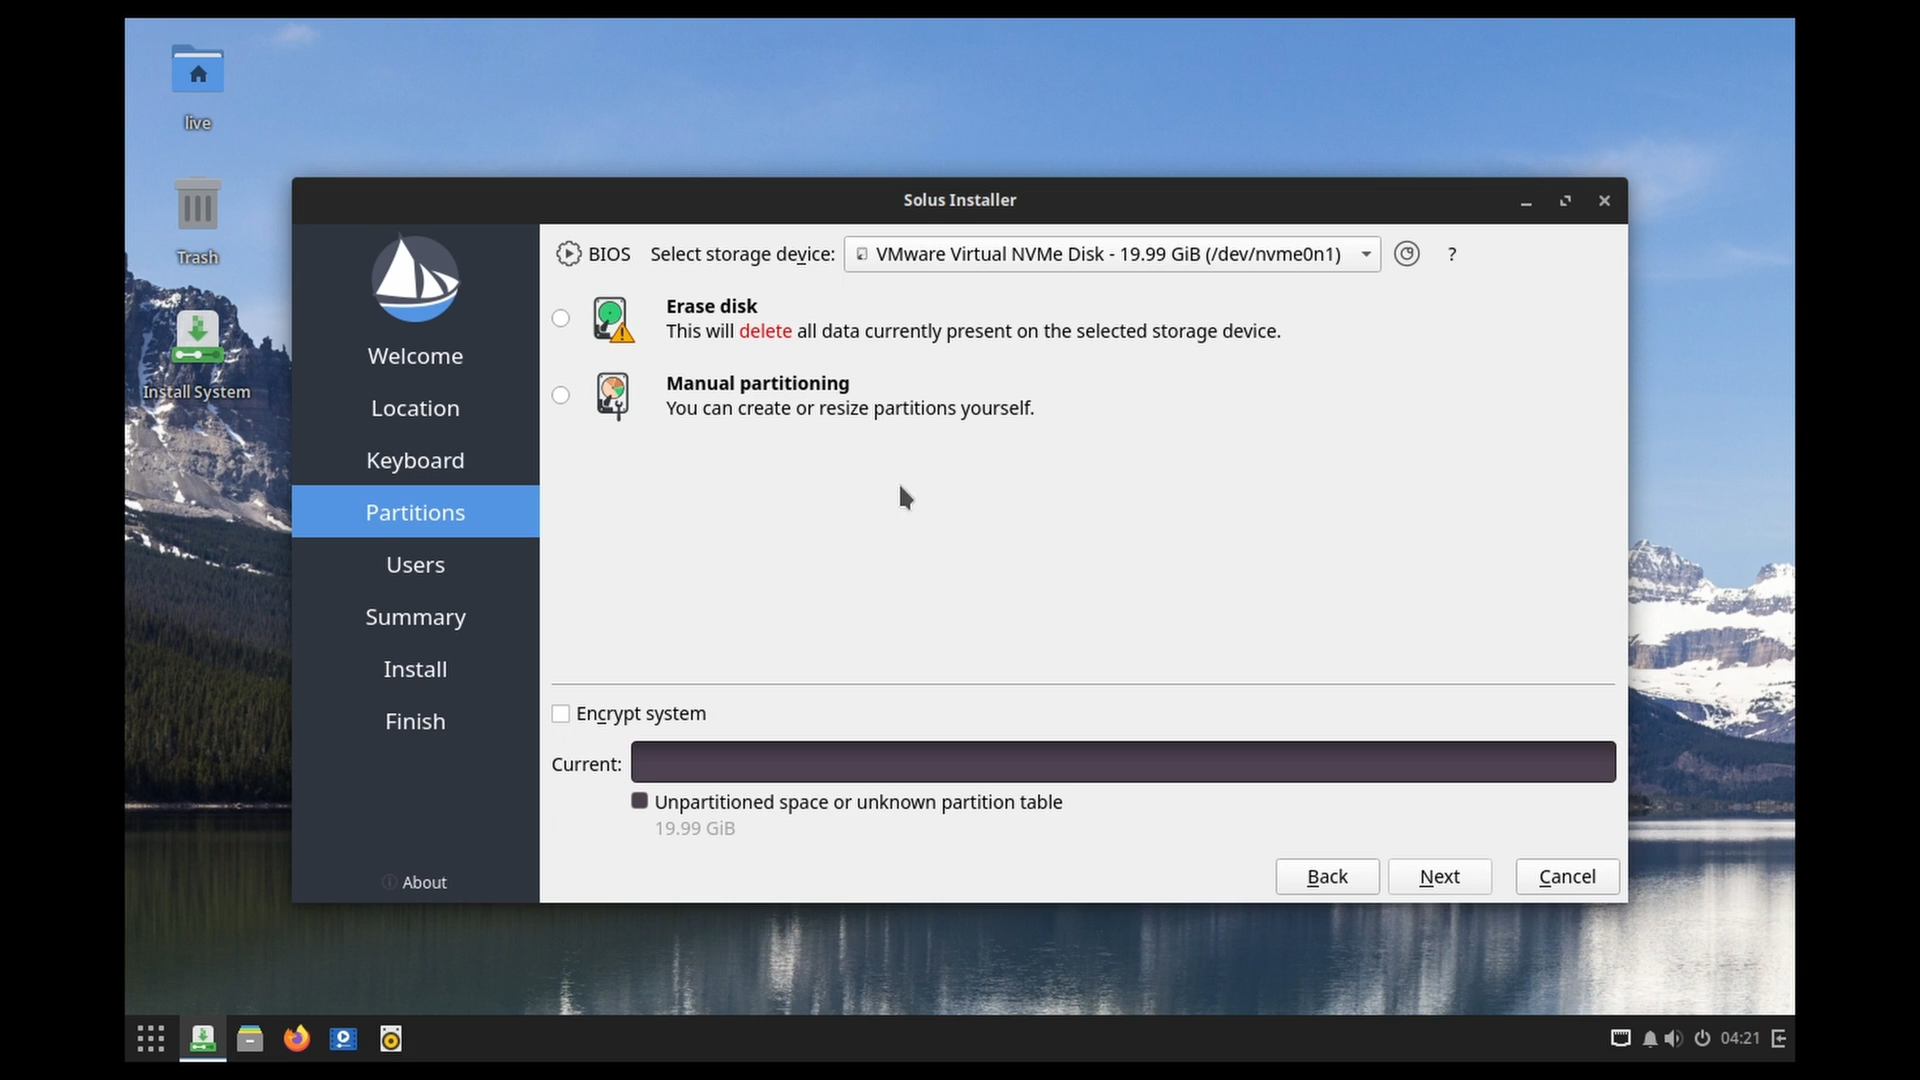 live
Trash
Install System
Solus Installer
Welcome
Location
Keyboard
Partitions
Users
Summary
Install
Finish
About
BIOS
Select storage device:
VMware Virtual NVMe Disk - 19.99 GiB (/dev/nvme0n1)
?
Erase disk
This will delete all data currently present on the selected storage device.
Manual partitioning
You can create or resize partitions yourself.
Encrypt system
Current:
Unpartitioned space or unknown partition table
19.99 GiB
Back
Next
Cancel
04:21